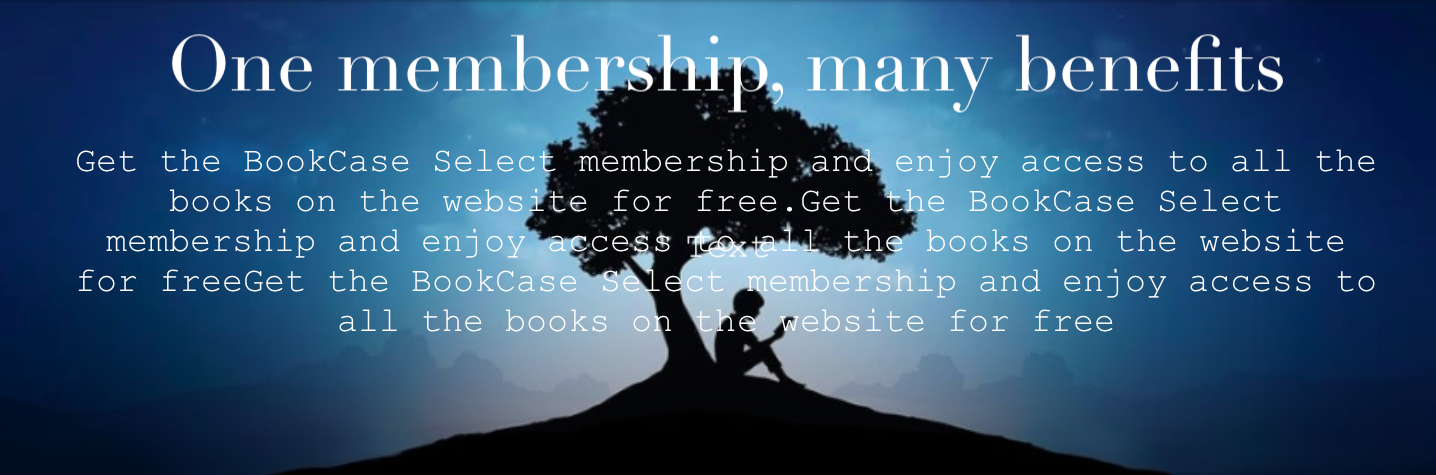 One membership, many benefits
Get the BookCase Select membership and enjoy access to all the
books on the website for free.Get the BookCase Select
membership and enjoy access to all the books on the website
Text
for freeGet the BookCase Select membership and enjoy access to
all the books on the website for free